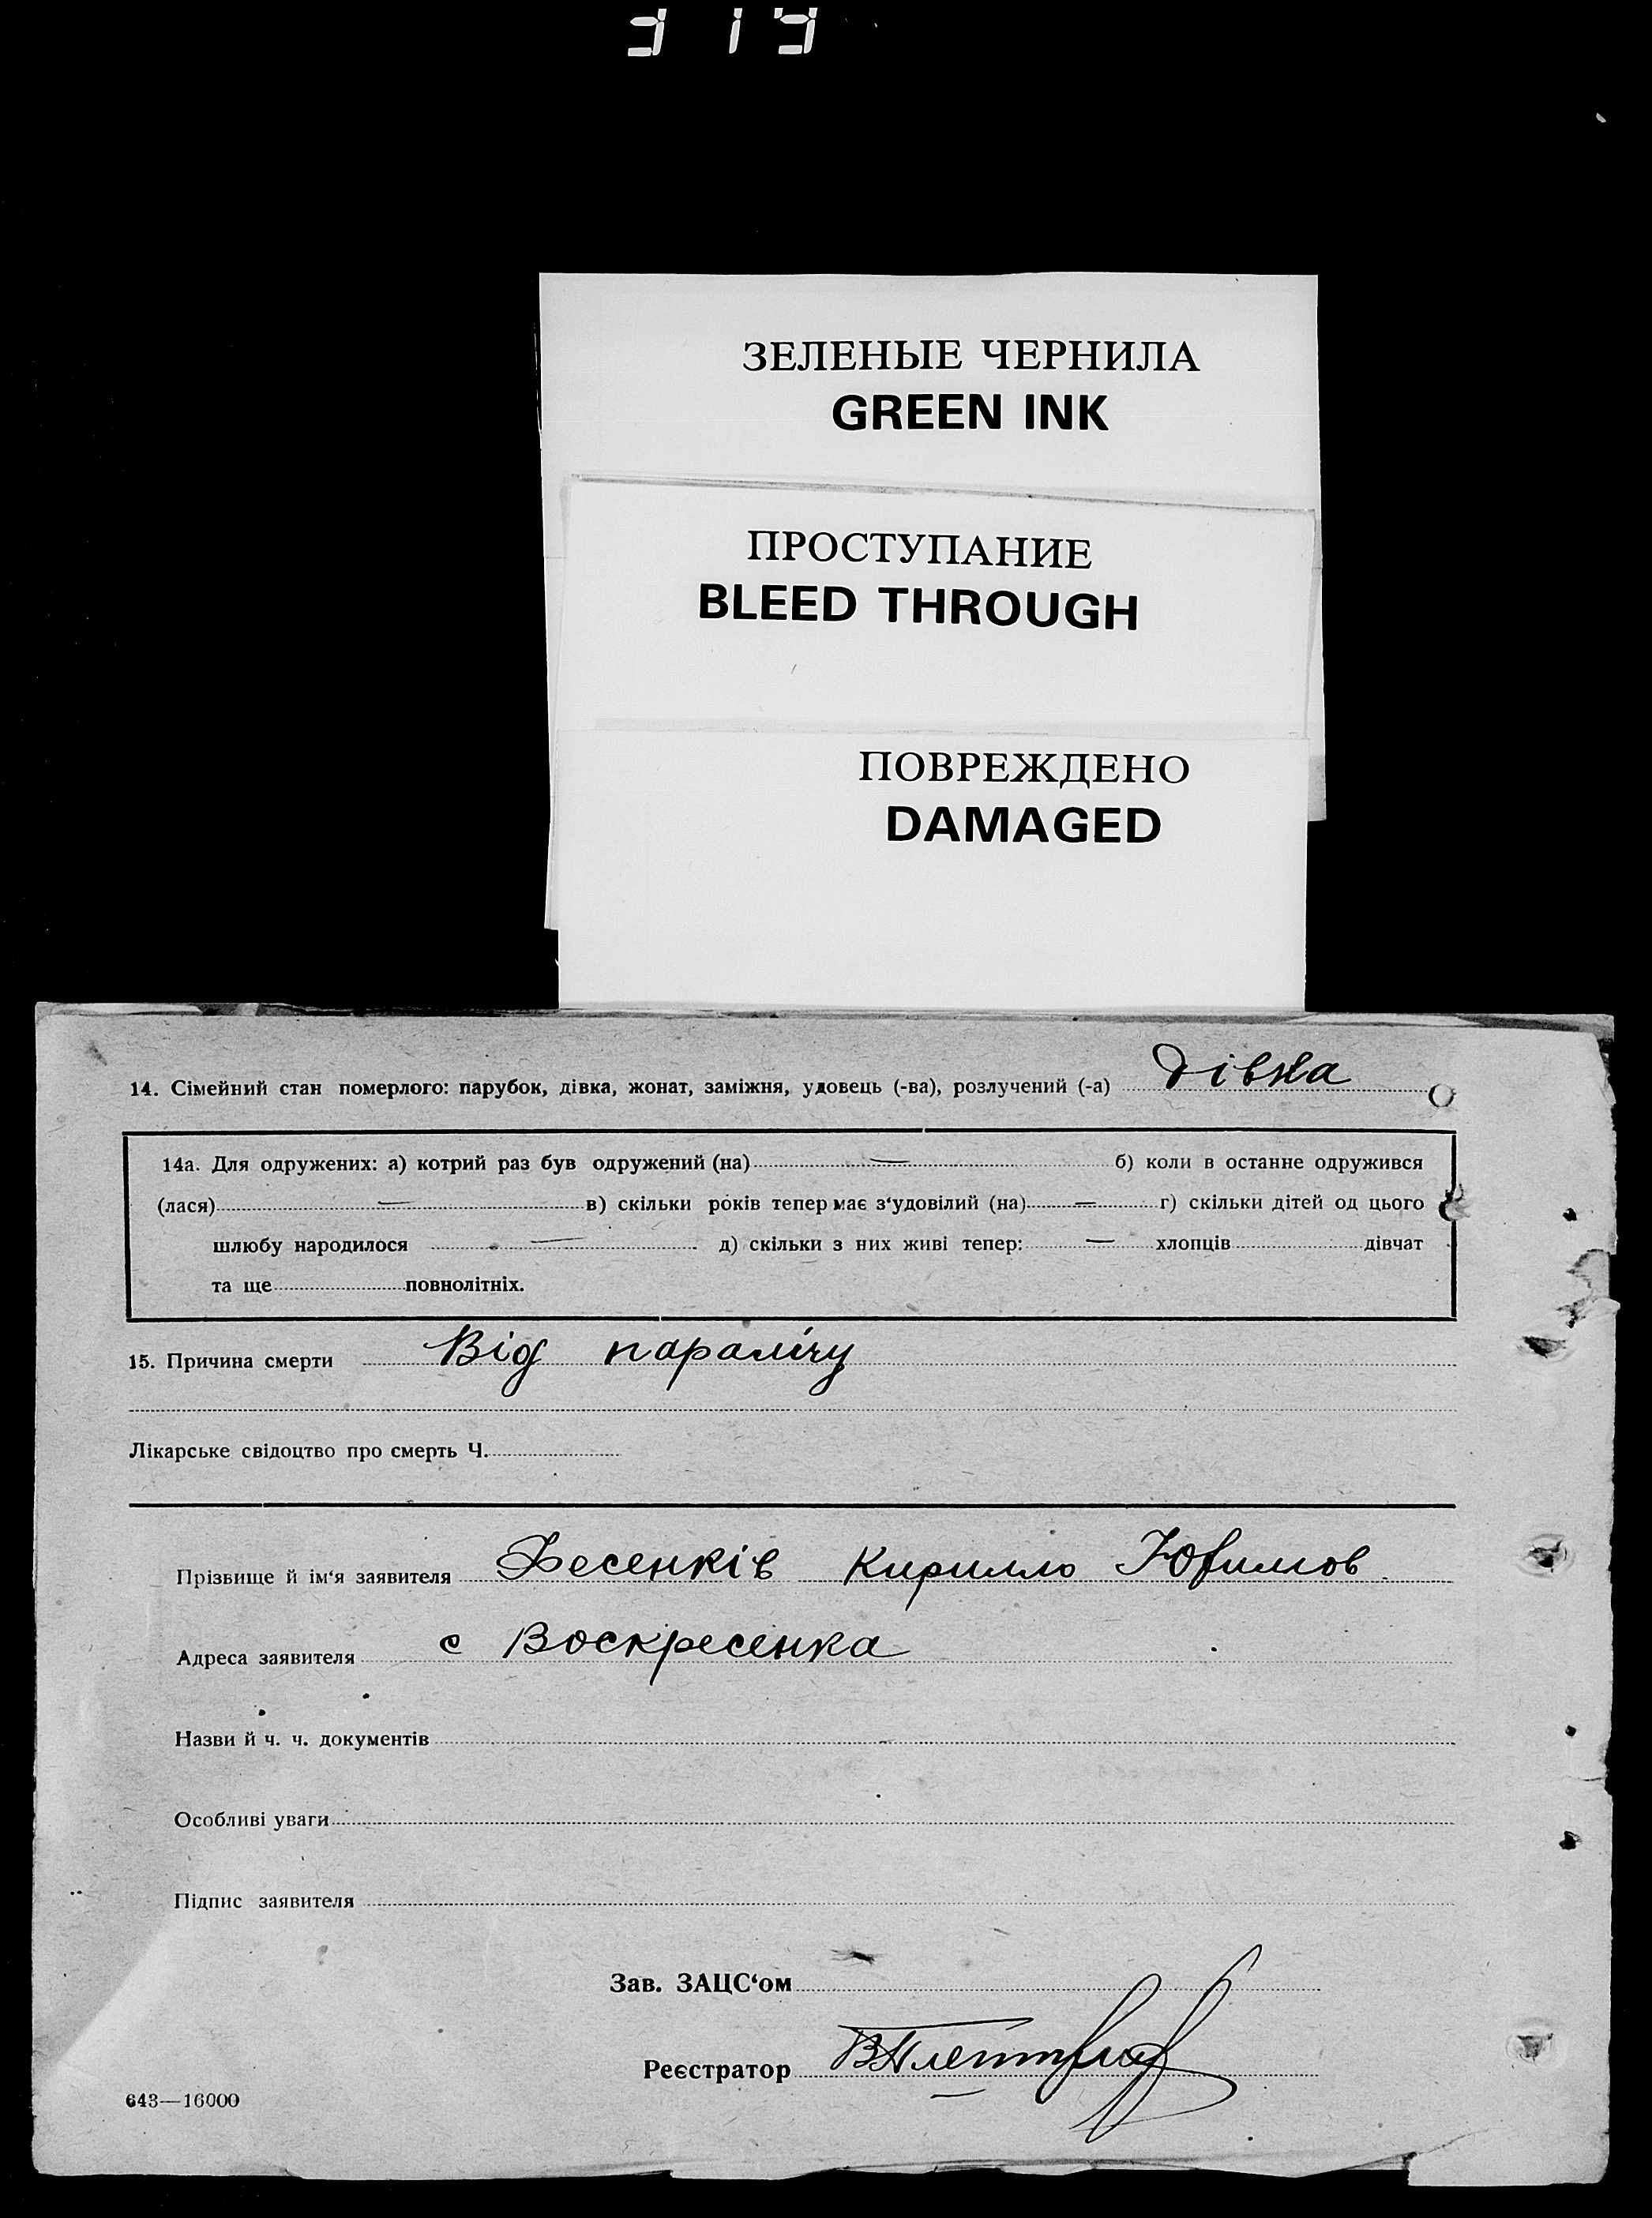 ЗЕЛЕНЫЕ ЧЕРНИЛА
GREEN INK
ПРОСТУПАНИЕ
BLEED THROUGH
ПОВРЕЖДЕНО
DAMAGED
14. Сімейний стан померлого: парубок, дівка, жонат, заміжня, удовець (-ва), розлучений (-а) дівка
14а. Для одружених: а) котрий раз був одружений (на) — б) коли в останне одружився
(лася) — в) скільки років тепер має з‘удовілий (на) — г) скільки дітей од цього
шлюбу народилося — д) скільки з них живі тепер: — хлопців дівчат
та ще повнолітніх.
15. Причина смерти Від паралічу
Лікарське свідоцтво про смерть Ч.
Прізвище й ім‘я заявителя Фесенків Кирилло Юфимов
Адреса заявителя с Воскресенка
Назви й ч. ч. документів
Особливі уваги
Підпис заявителя
Зав. ЗАЦС‘ом
Реєстратор
643—16000